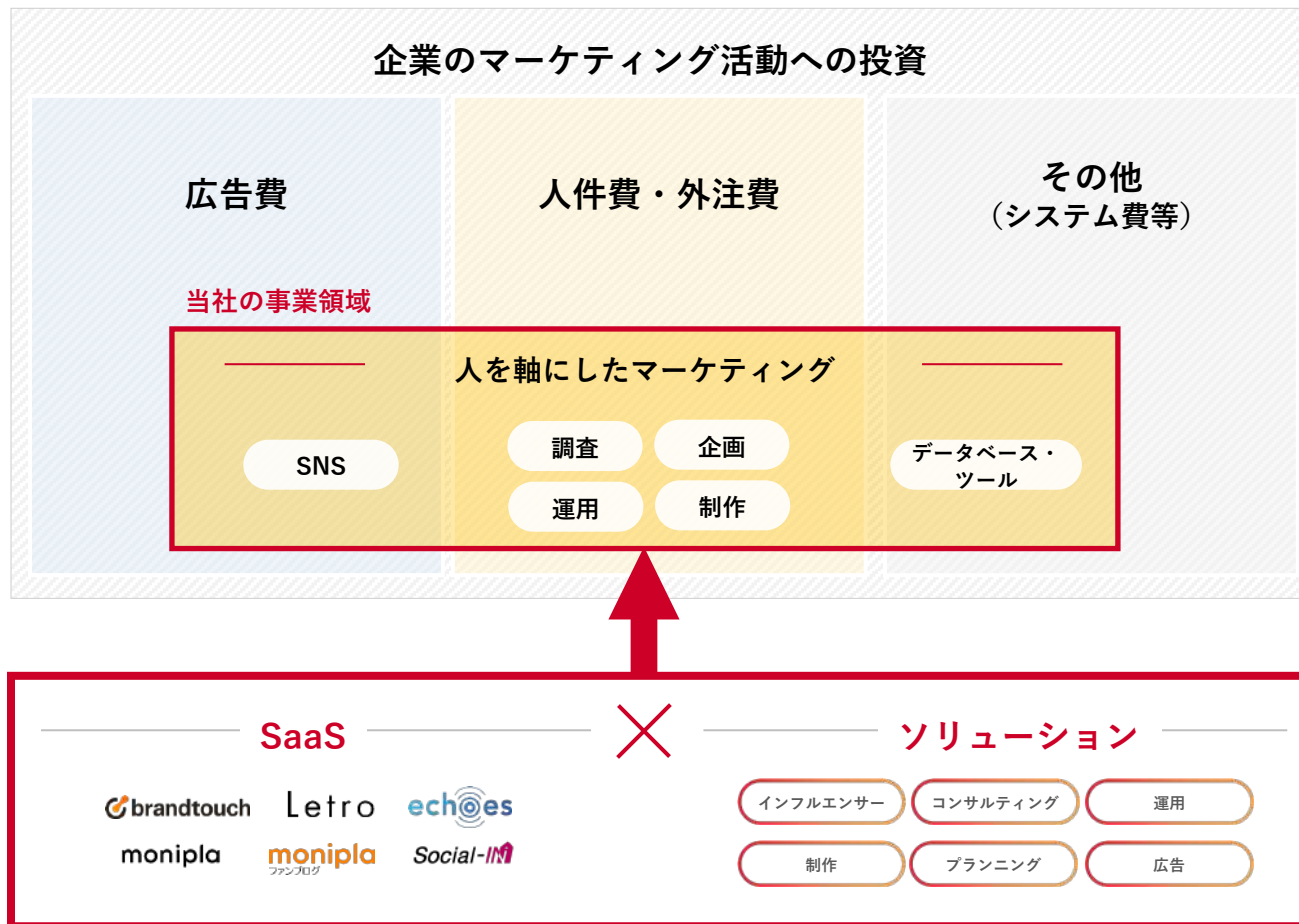 企業のマーケティング活動への投資
広告費
人件費・外注費
その他
（システム費等）
当社の事業領域
人を軸にしたマーケティング
SNS
調査
企画
運用
制作
データベース・
ツール
SaaS
ソリューション
brandtouch
Letro
echoes
monipla
monipla
ファンブログ
Social-IN
インフルエンサー
コンサルティング
運用
制作
プランニング
広告